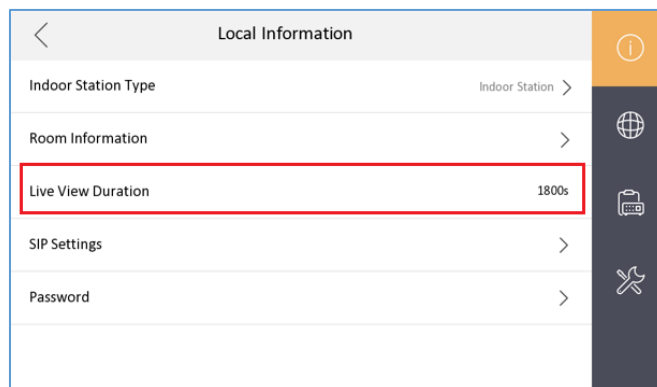 Local Information
Indoor Station Type Indoor Station
Room Information
Live View Duration 1800s
SIP Settings
Password